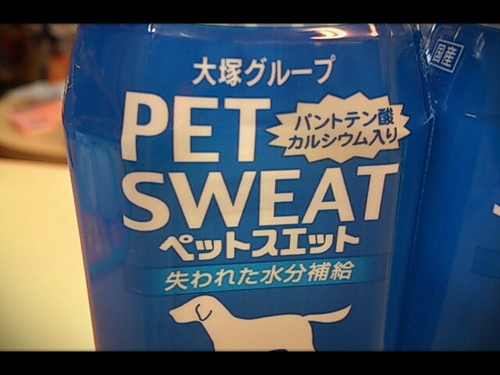 大塚グループ
国産
PET
パントテン酸
カルシウム入り
SWEAT
ペットスエット
失われた水分補給